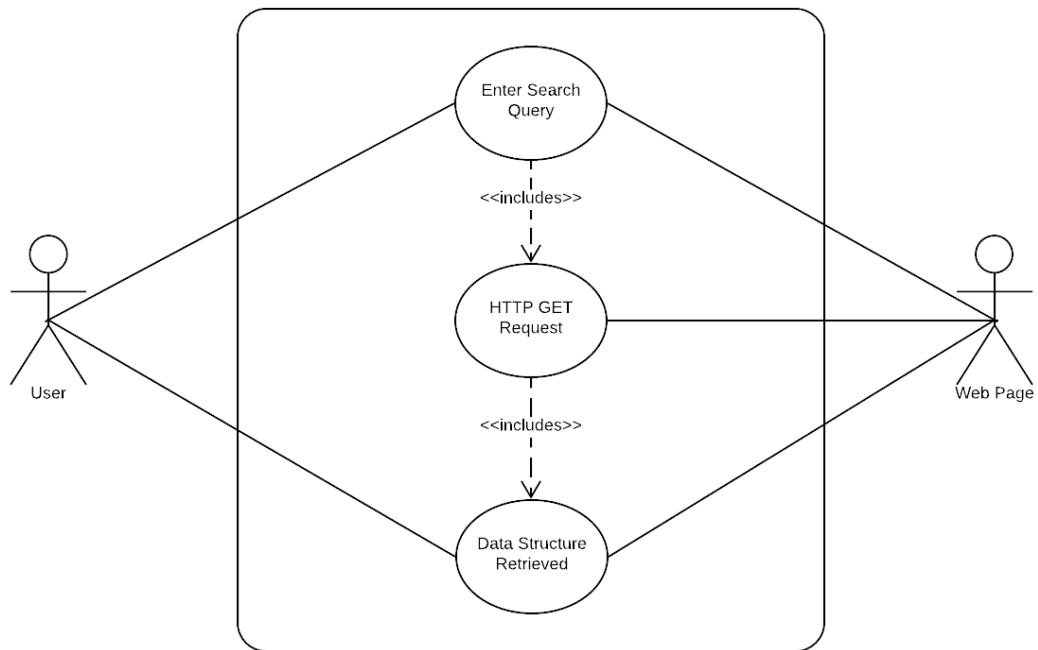 Enter Search
Query
<<includes>>
HTTP GET
Request
User
Web Page
<<includes>>
Data Structure
Retrieved